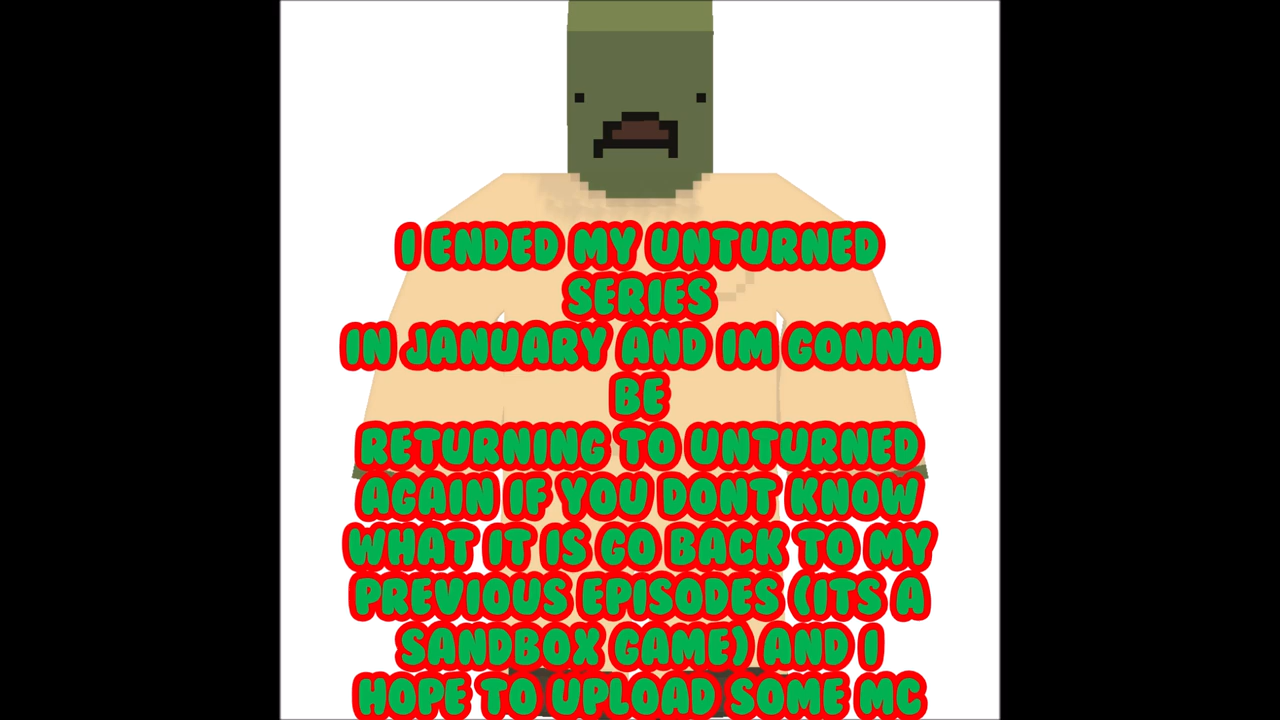 I ENDED MY UNTURNED
SERIES
IN JANUARY AND IM GONNA
BE
RETURNING TO UNTURNED
AGAIN IF YOU DONT KNOW
WHAT IT IS GO BACK TO MY
PREVIOUS EPISODES (ITS A
SANDBOX GAME) AND I
HOPE TO UPLOAD SOME MC